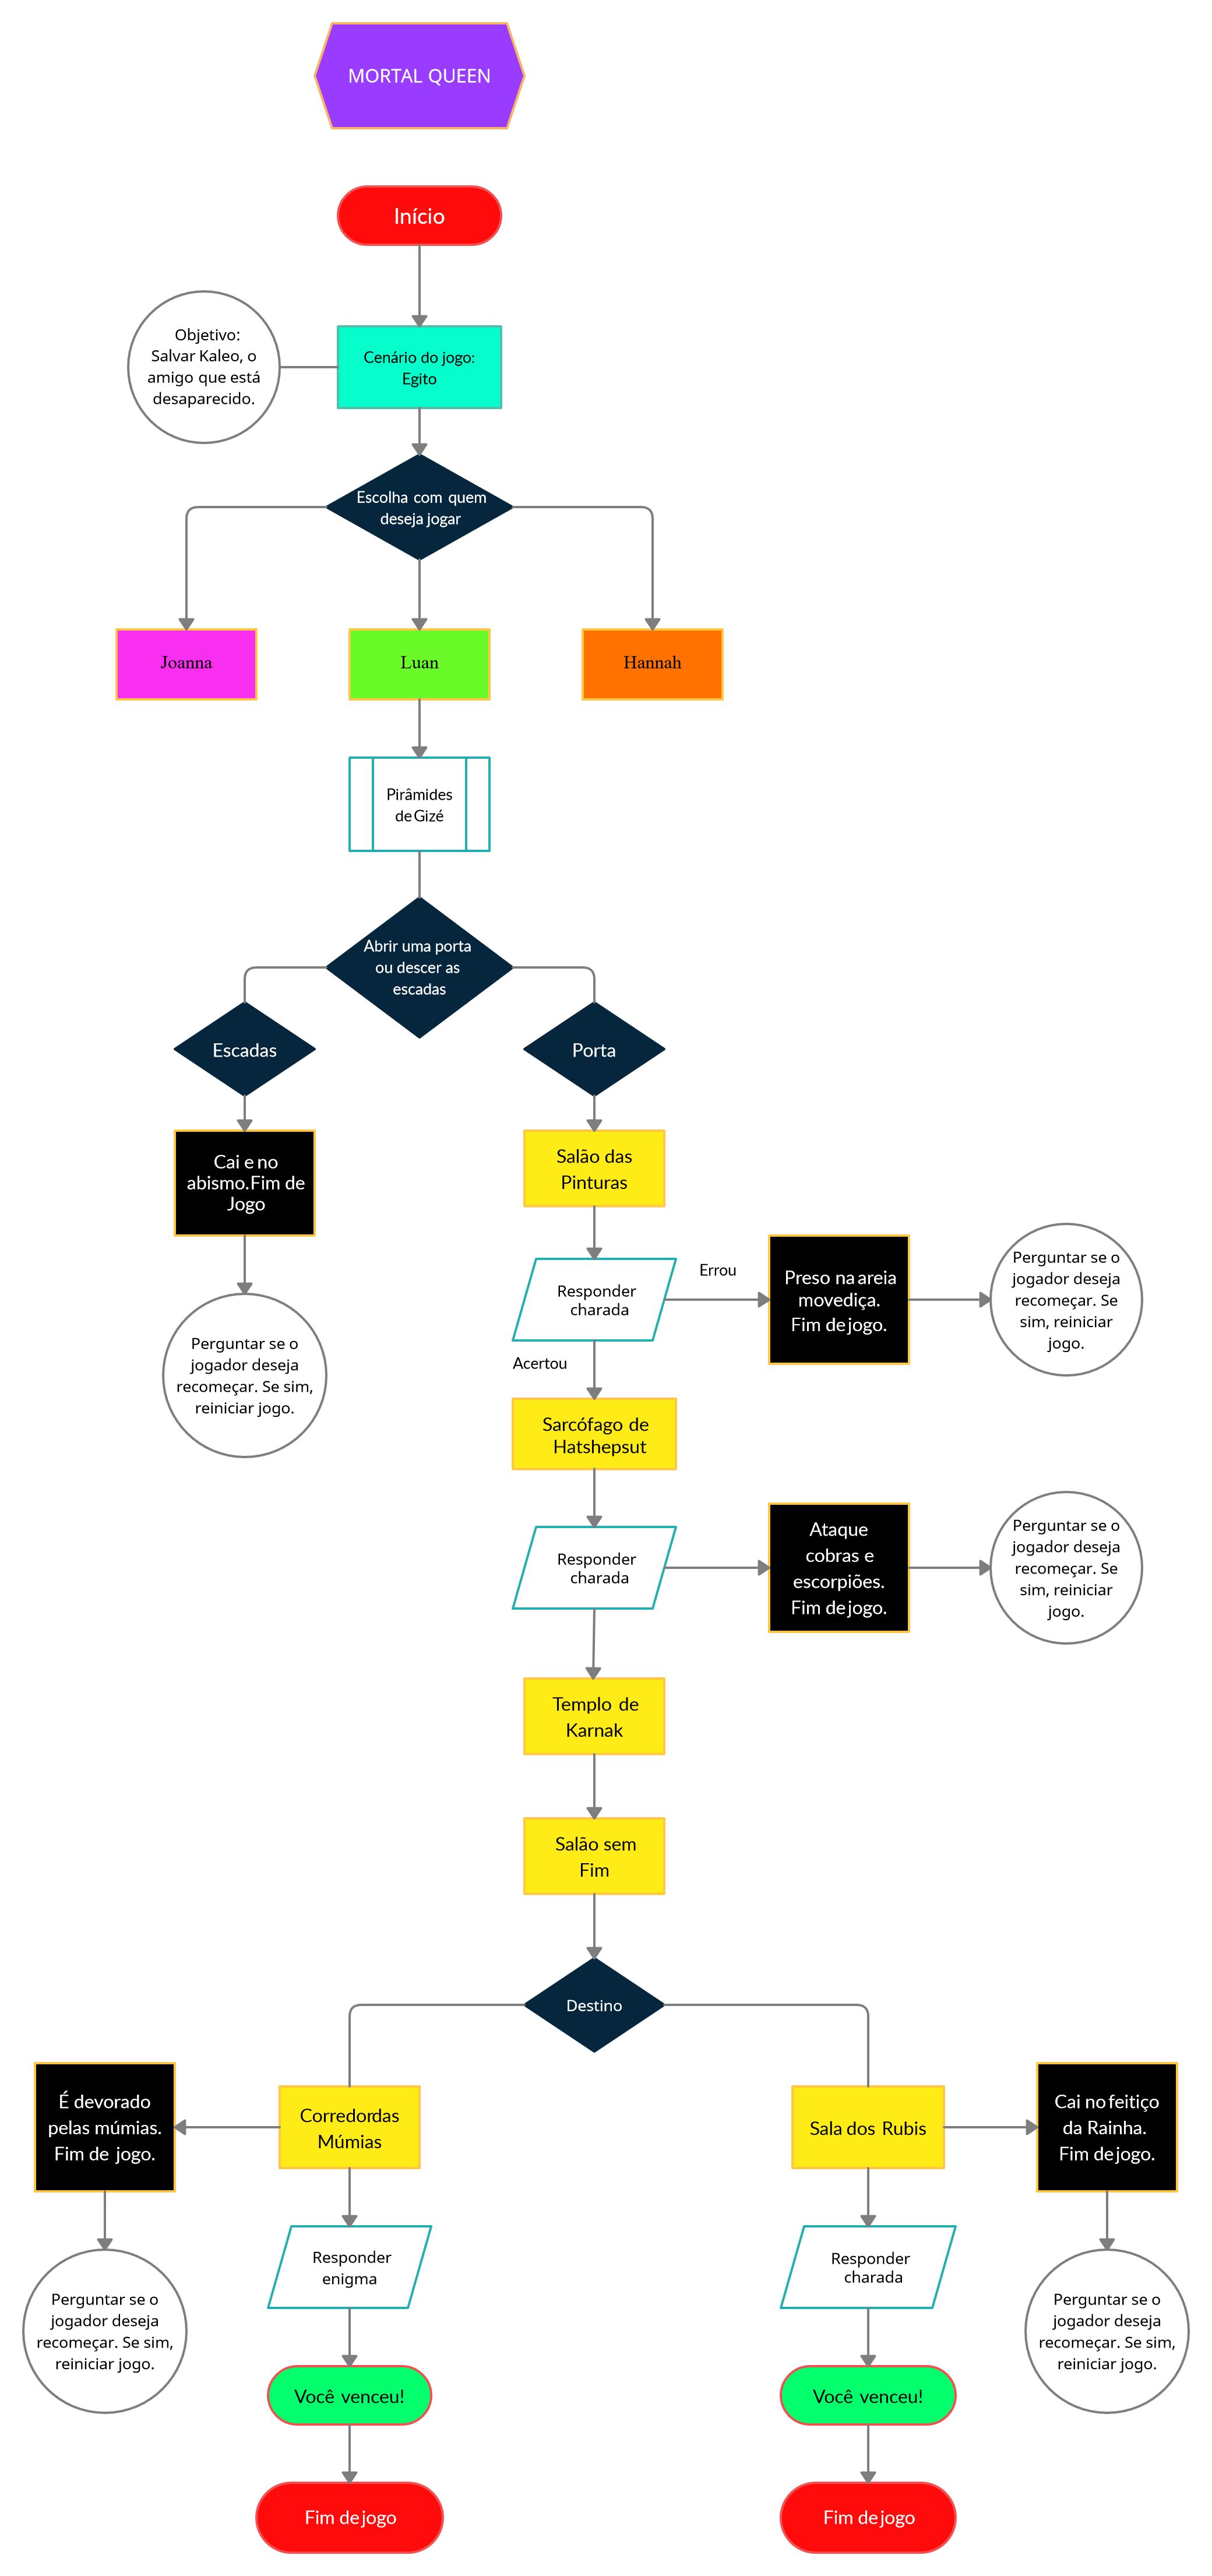 MORTAL QUEEN
Início
Objetivo:
Salvar Kaleo, o
amigo que está
desaparecido.
Cenário do jogo:
Egito
Escolha com quem
deseja jogar
Joanna
Luan
Hannah
Pirâmides
de Gizé
Abrir uma porta
ou descer as
escadas
Escadas
Porta
Cai e no
abismo.Fim de
Jogo
Salão das
Pinturas
Perguntar se o
jogador deseja
recomeçar. Se sim,
reiniciar jogo.
Responder
charada
Errou
Preso na areia
movediça.
Fim de jogo.
Perguntar se o
jogador deseja
recomeçar. Se
sim, reiniciar
jogo.
Acertou
Sarcófago de
Hatshepsut
Responder
charada
Ataque
cobras e
escorpiões.
Fim de jogo.
Perguntar se o
jogador deseja
recomeçar. Se
sim, reiniciar
jogo.
Templo de
Karnak
Salão sem
Fim
Destino
É devorado
pelas múmias.
Fim de jogo.
Corredor das
Múmias
Sala dos Rubis
Cai no feitiço
da Rainha.
Fim de jogo.
Perguntar se o
jogador deseja
recomeçar. Se sim,
reiniciar jogo.
Responder
enigma
Responder
charada
Perguntar se o
jogador deseja
recomeçar. Se sim,
reiniciar jogo.
Você venceu!
Você venceu!
Fim de jogo
Fim de jogo